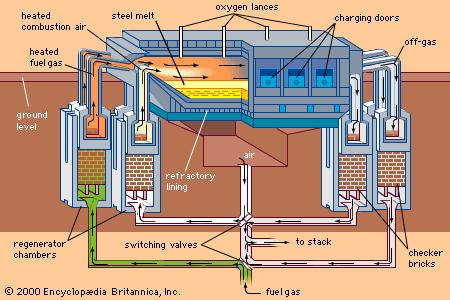 oxygen lances
heated
combustion air
steel melt
charging doors
heated
fuel gas
off-gas
ground
level
refractory
lining
air
regenerator
chambers
switching valves
to stack
checker
bricks
fuel gas
© 2000 Encyclopædia Britannica, Inc.